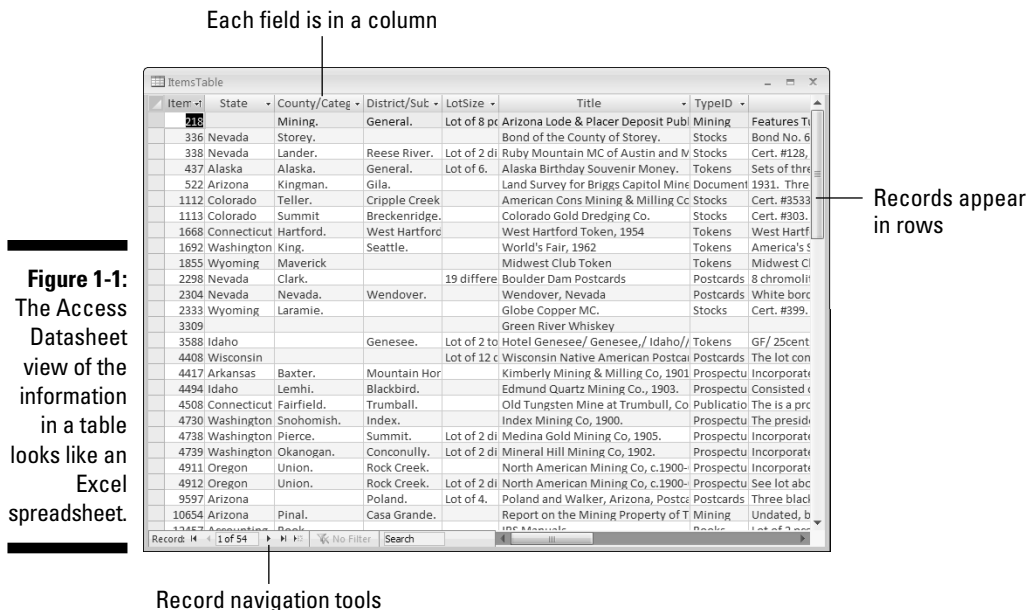 Each field is in a column
ItemsTable
Item State County/Categ District/Sub LotSize Title TypeID
218 Mining. General. Lot of 8 pc Arizona Lode & Placer Deposit Publ Mining Features Tu
336 Nevada Storey. Bond of the County of Storey. Stocks Bond No. 6
338 Nevada Lander. Reese River. Lot of 2 di Ruby Mountain MC of Austin and M Stocks Cert. #128,
437 Alaska Alaska. General. Lot of 6. Alaska Birthday Souvenir Money. Tokens Sets of thre
522 Arizona Kingman. Gila. Land Survey for Briggs Capitol Mine Document 1931. Thre
1112 Colorado Teller. Cripple Creek American Cons Mining & Milling Cc Stocks Cert. #3533
1113 Colorado Summit Breckenridge. Colorado Gold Dredging Co. Stocks Cert. #303.
1668 Connecticut Hartford. West Hartford West Hartford Token, 1954 Tokens West Hartf
1692 Washington King. Seattle. World's Fair, 1962 Tokens America's S
1855 Wyoming Maverick Midwest Club Token Tokens Midwest Cl
2298 Nevada Clark. 19 differe Boulder Dam Postcards Postcards 8 chromolit
2304 Nevada Nevada. Wendover. Wendover, Nevada Postcards White bord
2333 Wyoming Laramie. Globe Copper MC. Stocks Cert. #399.
3309 Green River Whiskey
3588 Idaho Genesee. Lot of 2 to Hotel Genesee/ Genesee,/ Idaho// Tokens GF/ 25cent
4408 Wisconsin Lot of 12 c Wisconsin Native American Postcar Postcards The lot con
4417 Arkansas Baxter. Mountain Hor Kimberly Mining & Milling Co, 1901 Prospectu Incorporate
4494 Idaho Lemhi. Blackbird. Edmund Quartz Mining Co., 1903. Prospectu Consisted o
4508 Connecticut Fairfield. Trumball. Old Tungsten Mine at Trumbull, Co Publicatio The is a pro
4730 Washington Snohomish. Index. Index Mining Co, 1900. Prospectu The preside
4738 Washington Pierce. Summit. Lot of 2 di Medina Gold Mining Co, 1905. Prospectu Incorporate
4739 Washington Okanogan. Conconully. Lot of 2 di Mineral Hill Mining Co, 1902. Prospectu Incorporate
4911 Oregon Union. Rock Creek. North American Mining Co, c.1900- Prospectu Incorporate
4912 Oregon Union. Rock Creek. Lot of 2 di North American Mining Co, c.1900- Prospectu See lot abo
9597 Arizona Poland. Lot of 4. Poland and Walker, Arizona, Postca Postcards Three black
10654 Arizona Pinal. Casa Grande. Report on the Mining Property of T Mining Undated, b
Record: 1 of 54 No Filter Search
Records appear
in rows
Record navigation tools
Figure 1-1:
The Access
Datasheet
view of the
information
in a table
looks like an
Excel
spreadsheet.